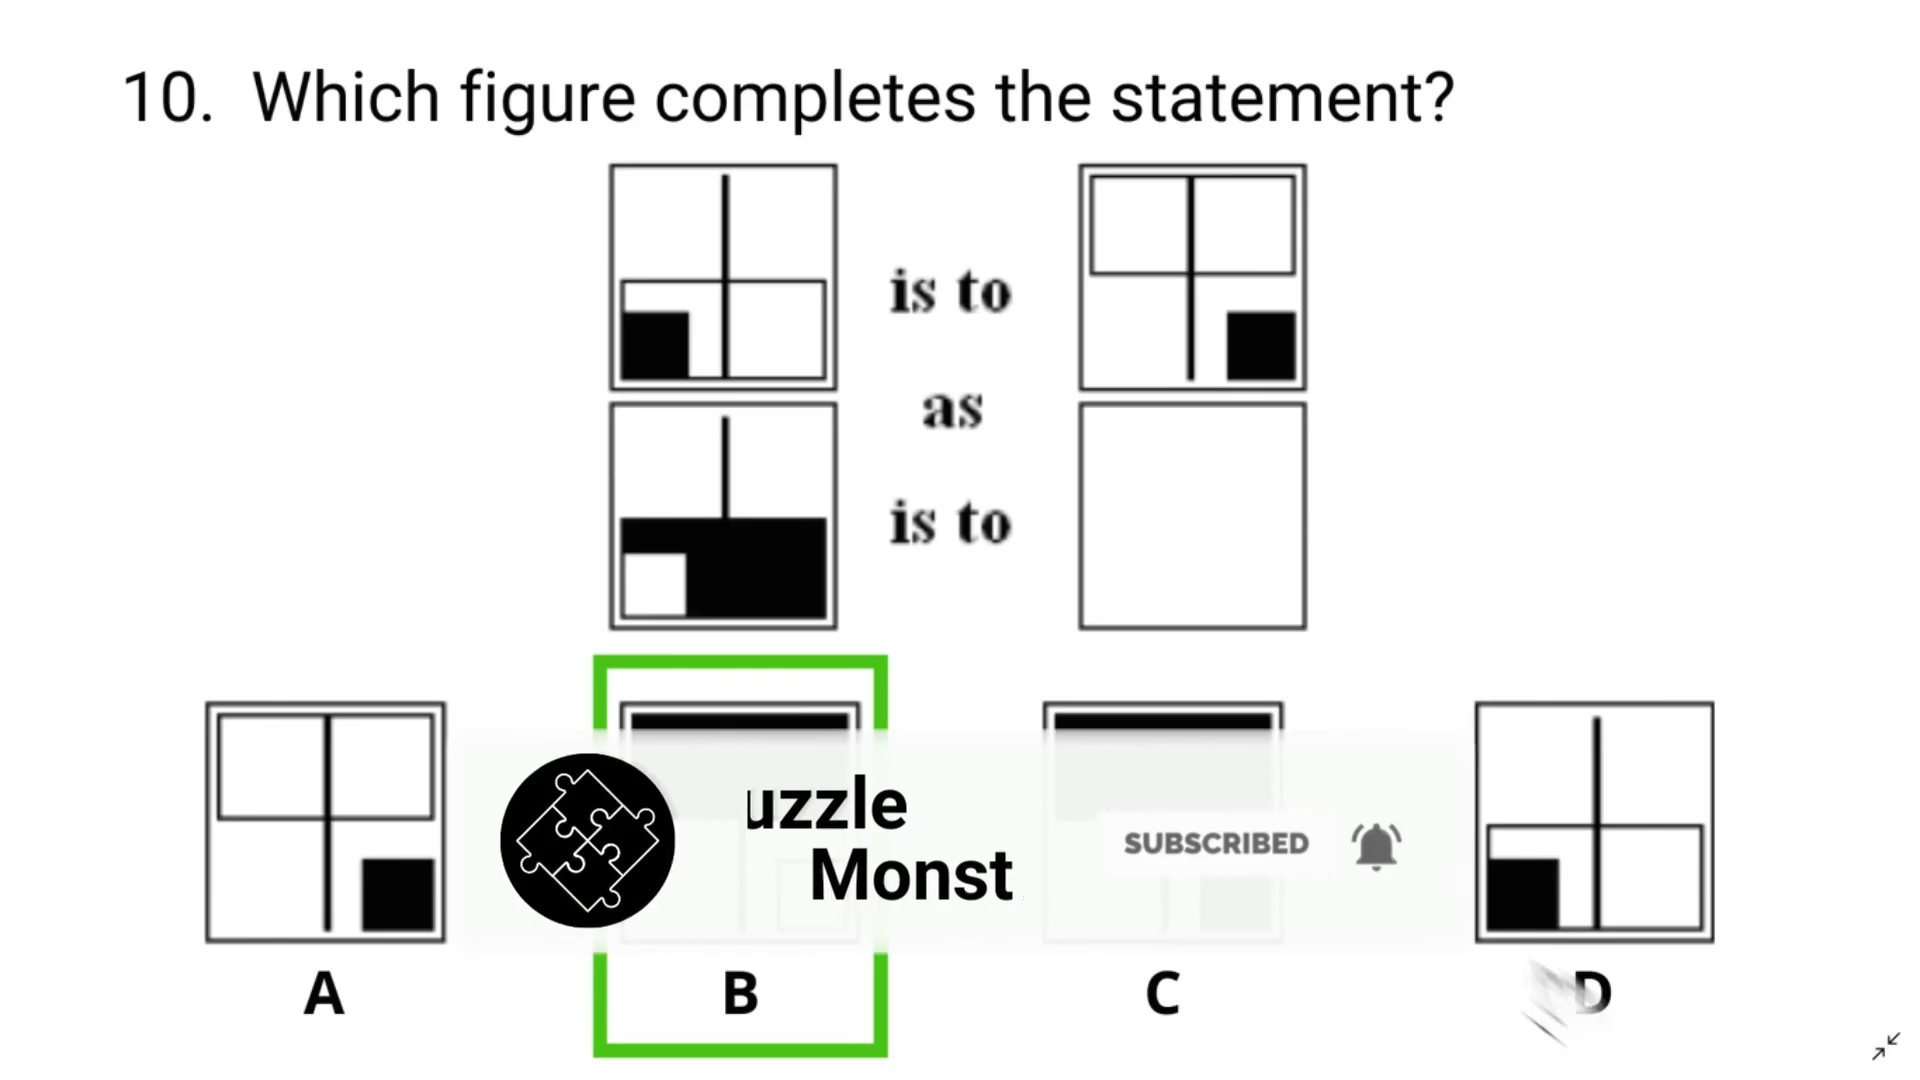 10. Which figure completes the statement?
is to
as
is to
uzzle
Monst
SUBSCRIBED
A
B
C
D